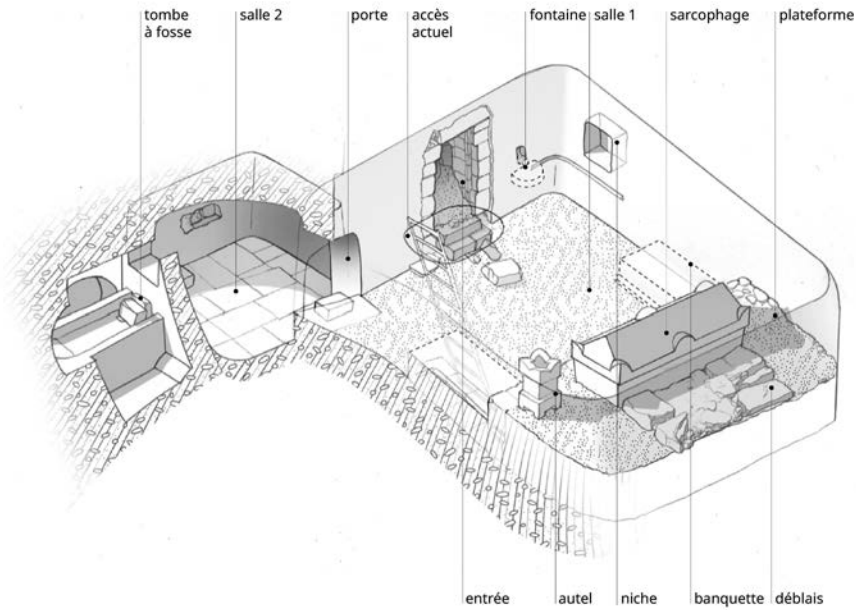 tombe
à fosse
salle 2
porte
accès
actuel
fontaine
salle 1
sarcophage
plateforme
entrée
autel
niche
banquette
déblais